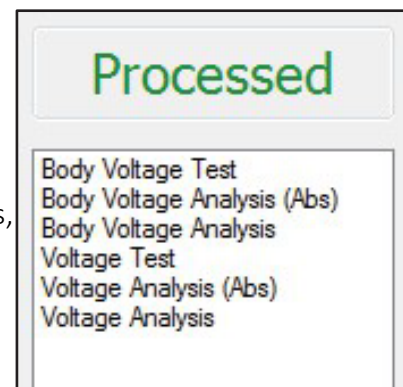 Processed
Body Voltage Test
Body Voltage Analysis (Abs)
Body Voltage Analysis
Voltage Test
Voltage Analysis (Abs)
Voltage Analysis